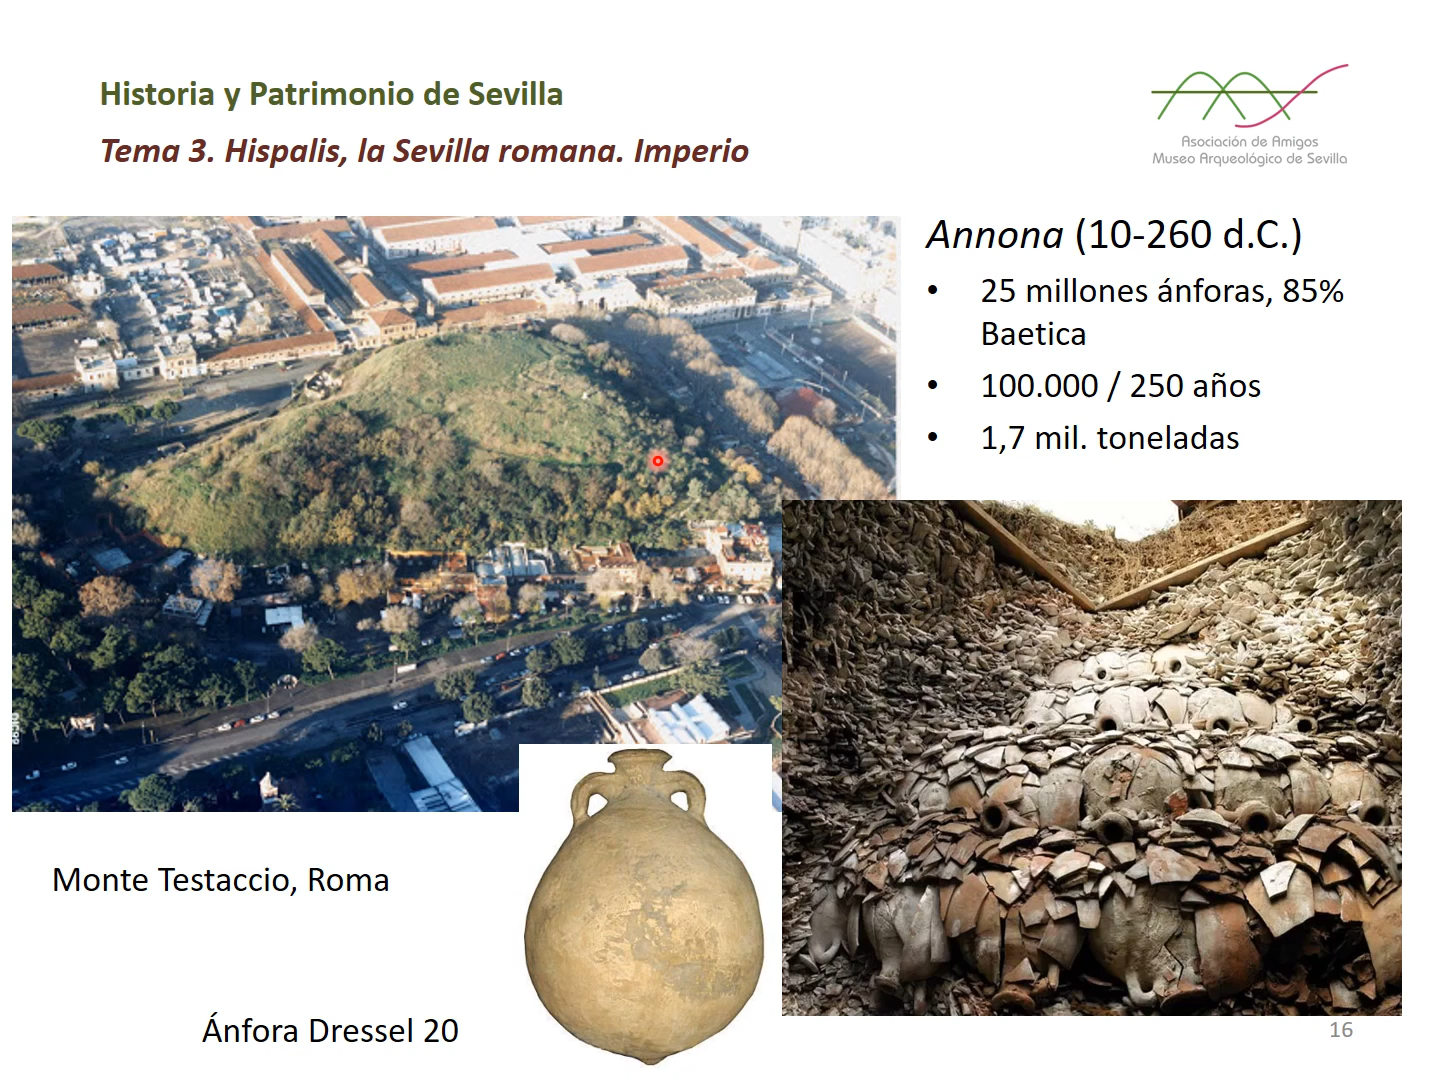 Historia y Patrimonio de Sevilla
Tema 3. Hispalis, la Sevilla romana. Imperio
Asociación de Amigos
Museo Arqueológico de Sevilla
Annona (10-260 d.C.)
• 25 millones ánforas, 85%
Baetica
• 100.000 / 250 años
• 1,7 mil. toneladas
Monte Testaccio, Roma
Ánfora Dressel 20
16